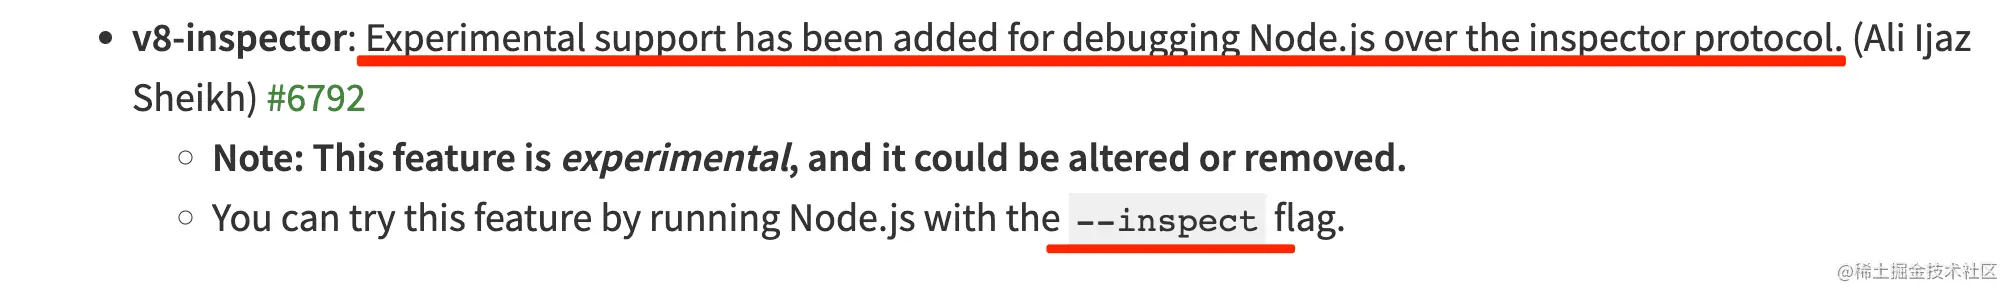 • v8-inspector: Experimental support has been added for debugging Node.js over the inspector protocol. (Ali Ijaz
Sheikh) #6792
○ Note: This feature is experimental, and it could be altered or removed.
○ You can try this feature by running Node.js with the --inspect flag.
@稀土掘金技术社区